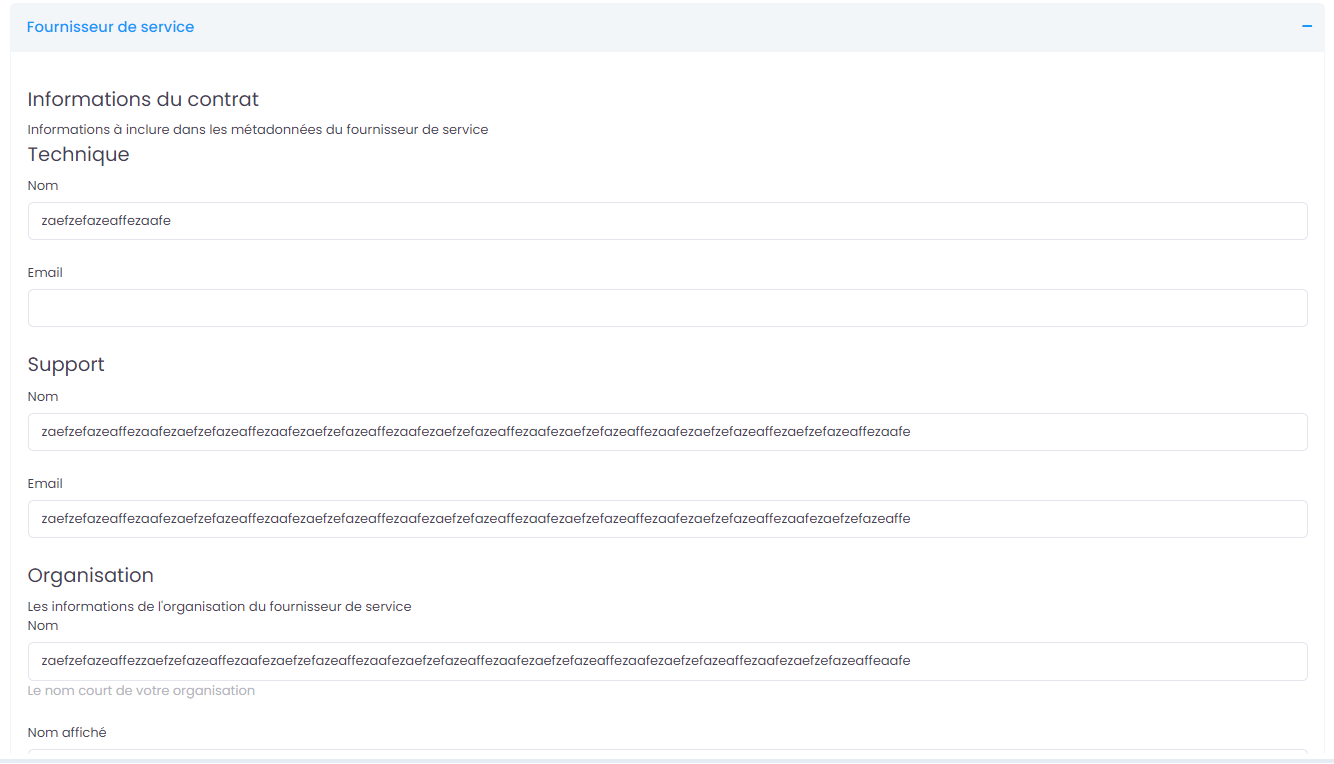 Fournisseur de service
Informations du contrat
Informations à inclure dans les métadonnées du fournisseur de service
Technique
Nom
zaefzefazeaffezaafe
Email
Support
Nom
zaefzefazeaffezaafezaefzefazeaffezaafezaefzefazeaffezaafezaefzefazeaffezaafezaefzefazeaffezaafezaefzefazeaffezaefzefazeaffezaafe
Email
zaefzefazeaffezaafezaefzefazeaffezaafezaefzefazeaffezaafezaefzefazeaffezaafezaefzefazeaffezaafezaefzefazeaffezaafezaefzefazeaffe
Organisation
Les informations de l'organisation du fournisseur de service
Nom
zaefzefazeaffezzaefzefazeaffezaafezaefzefazeaffezaafezaefzefazeaffezaafezaefzefazeaffezaafezaefzefazeaffezaafezaefzefazeaffeaafe
Le nom court de votre organisation
Nom affiché